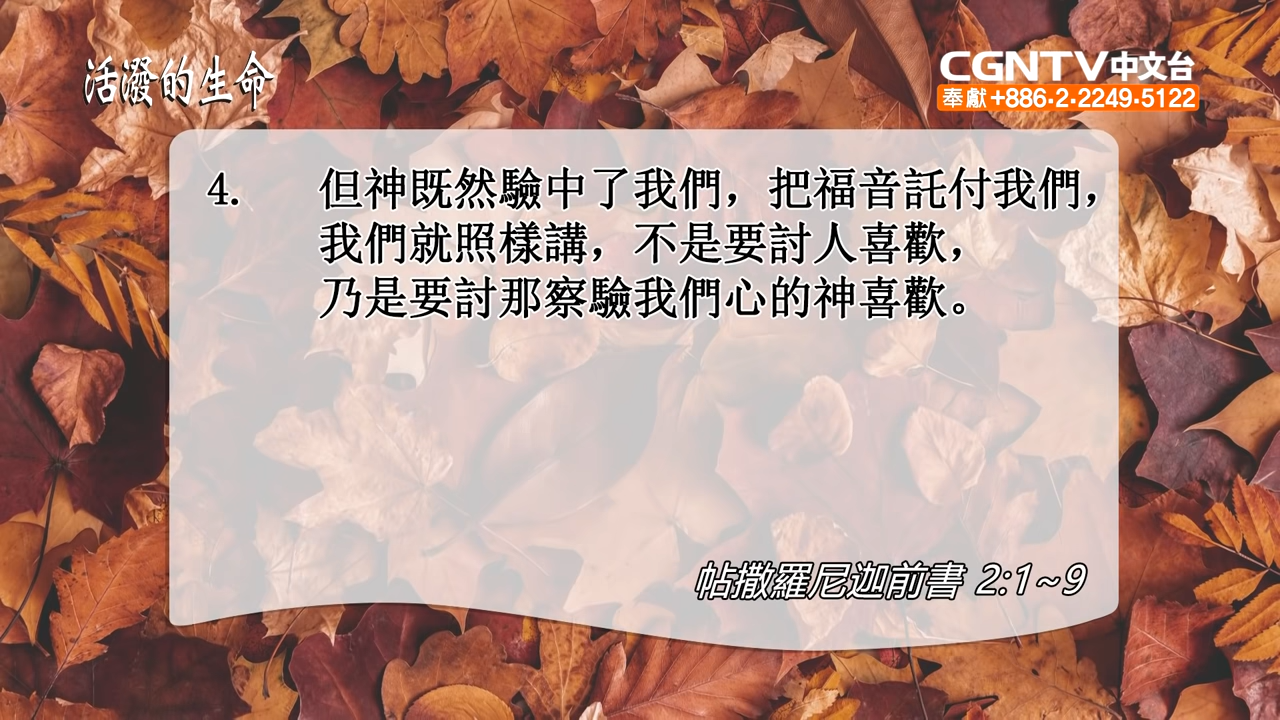 活潑的生命
CGNTV中文台
奉獻+886-2-2249-5122
4. 但神既然驗中了我們，把福音託付我們，
我們就照樣講，不是要討人喜歡，
乃是要討那察驗我們心的神喜歡。
帖撒羅尼迦前書 2:1~9